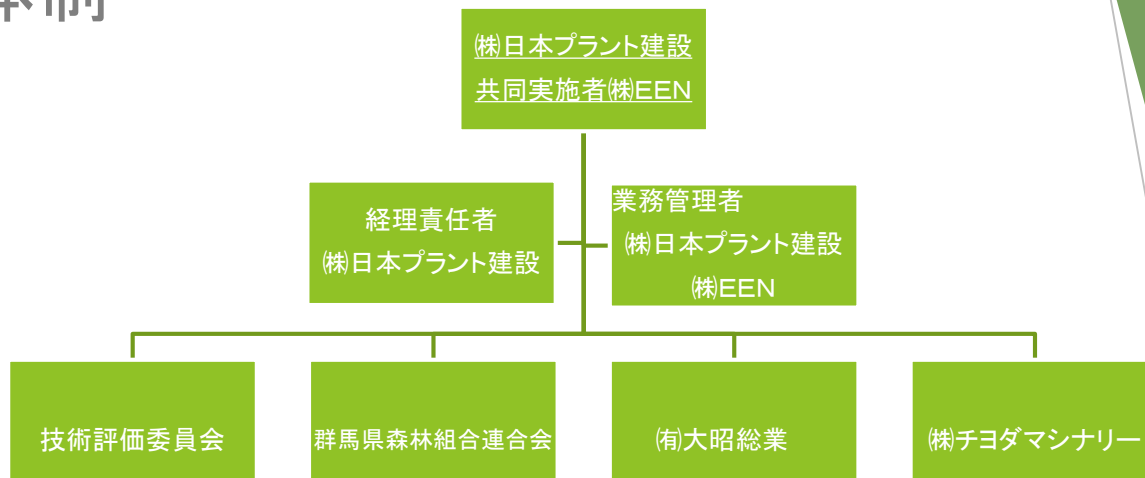 体制
㈱日本プラント建設
共同実施者㈱EEN
経理責任者
㈱日本プラント建設
業務管理者
㈱日本プラント建設
㈱EEN
技術評価委員会
群馬県森林組合連合会
㈲大昭総業
㈱チヨダマシナリー